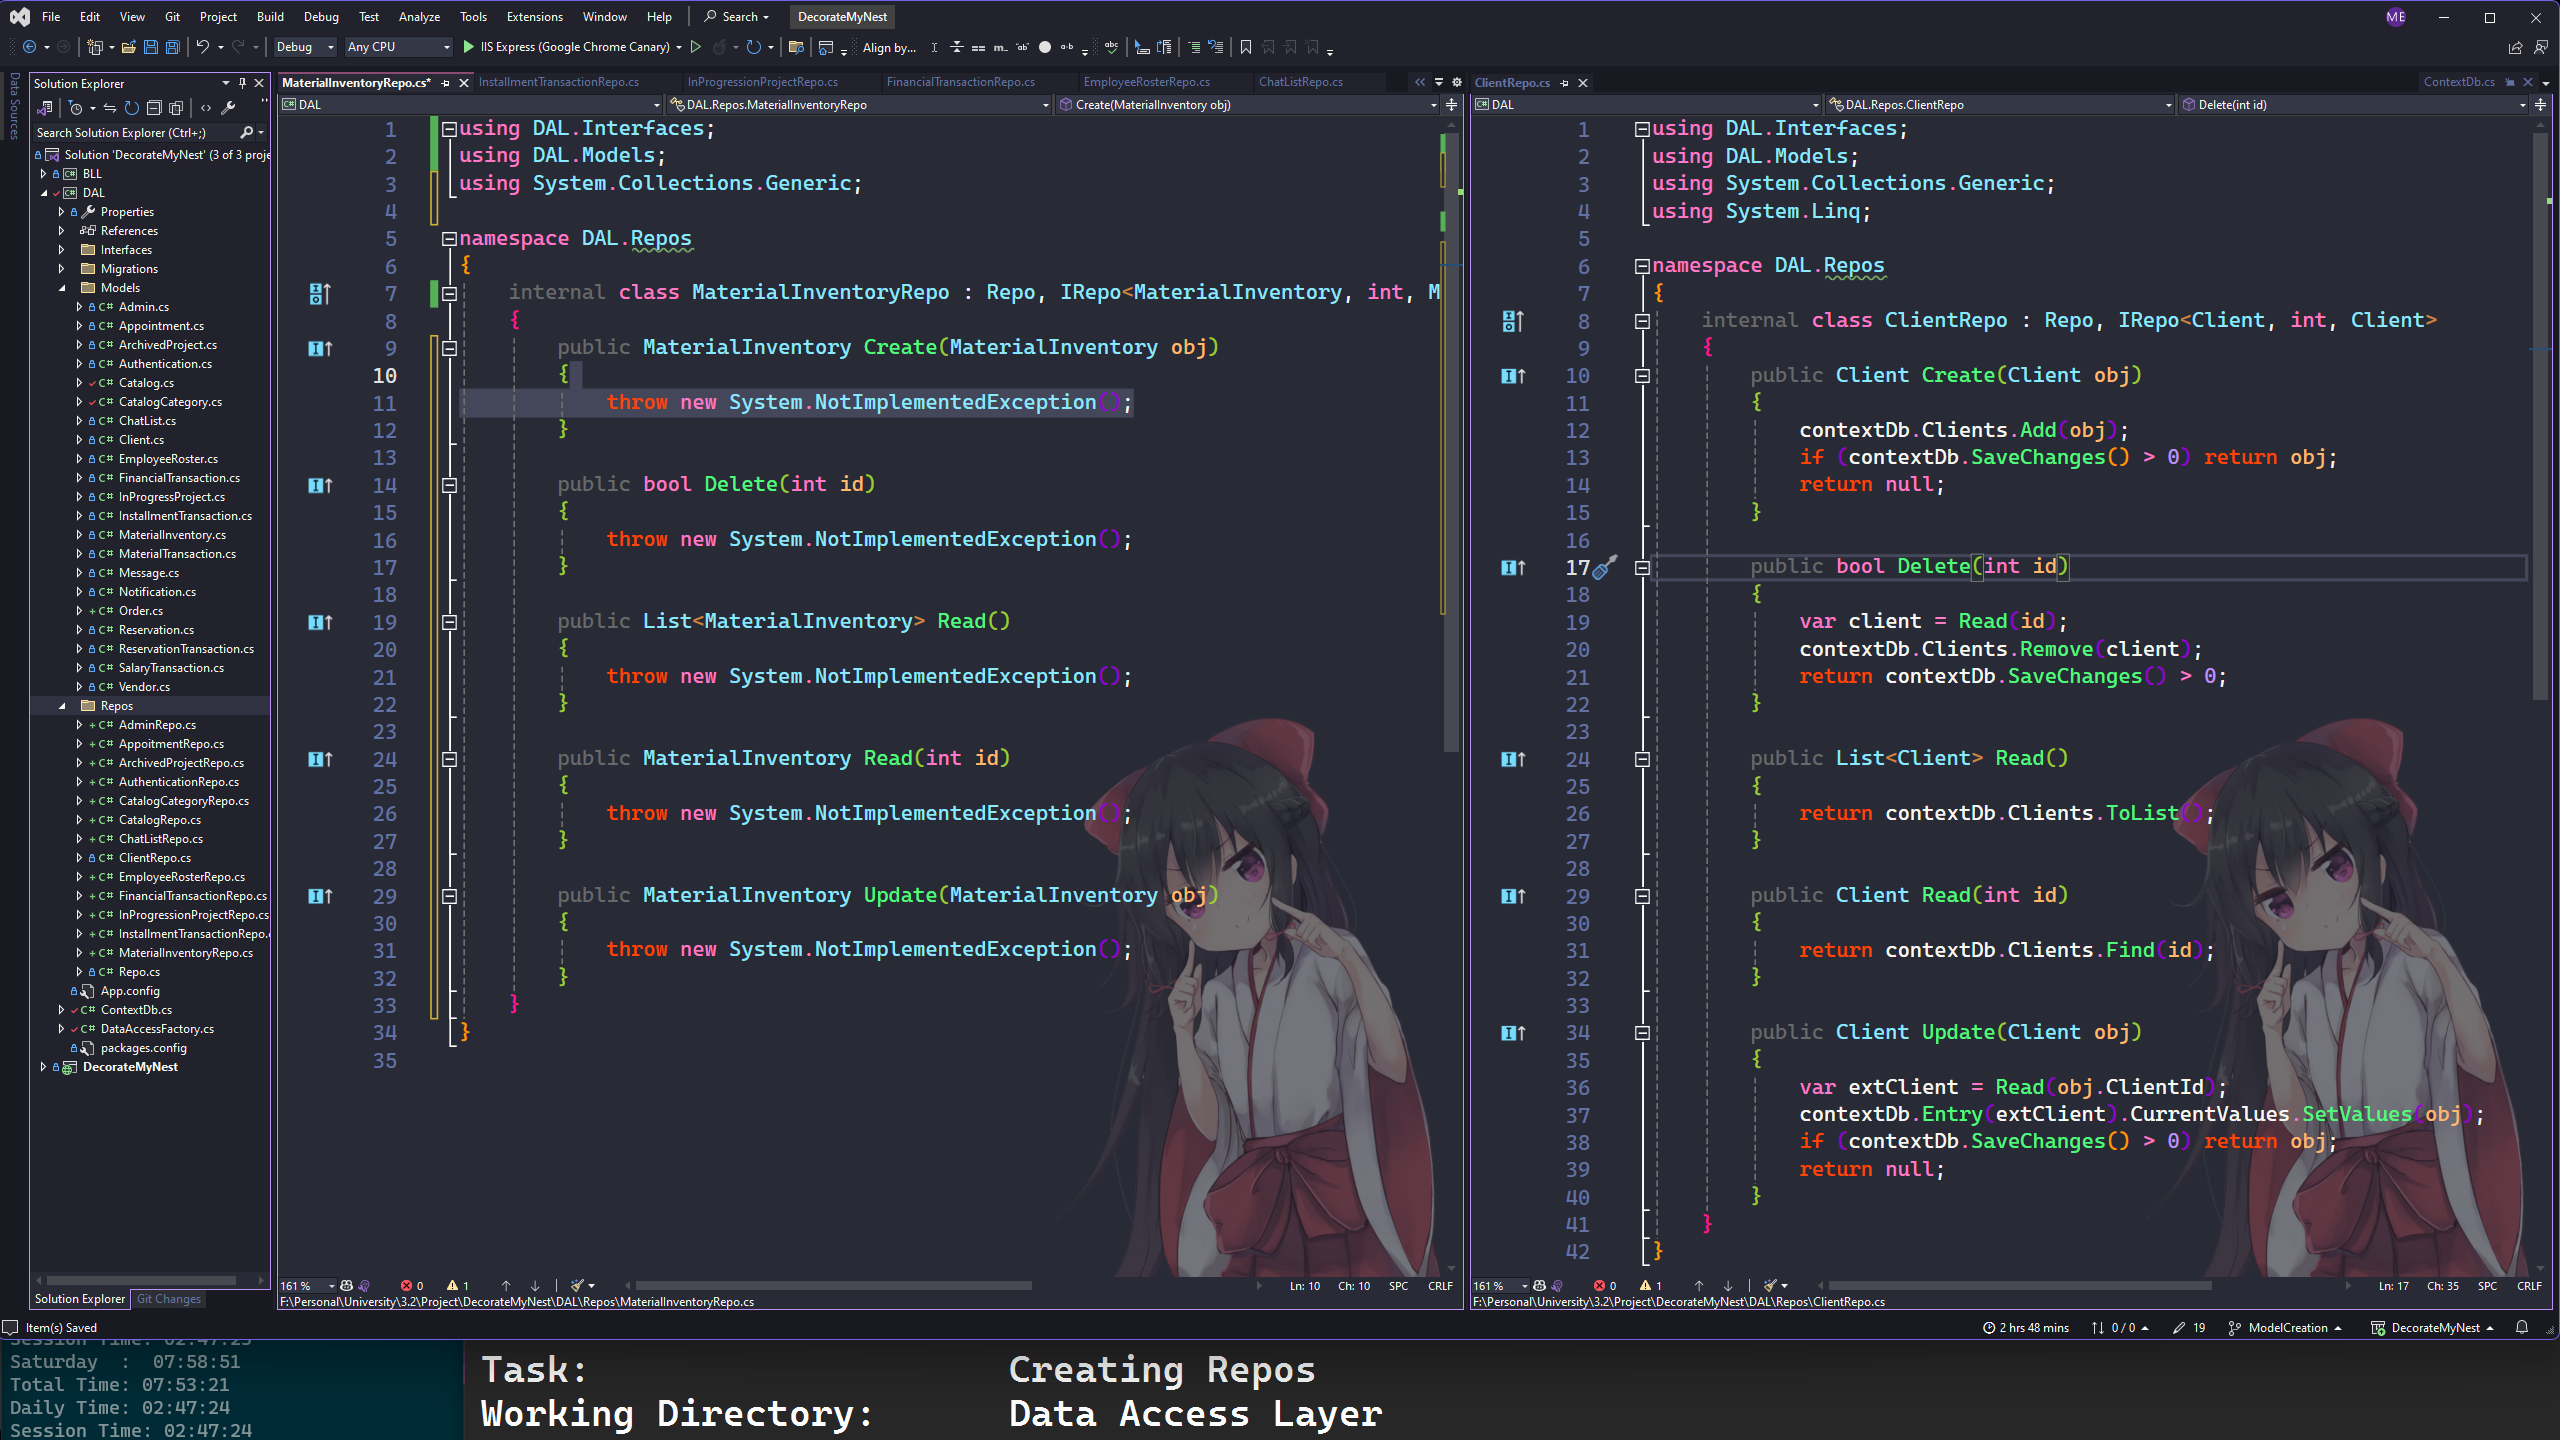 File Edit View Git Project Build Debug Test Analyze Tools Extensions Window Help Search DecorateMyNest ME
Debug Any CPU IIS Express (Google Chrome Canary) Align by...
Data Sources
Solution Explorer
Search Solution Explorer (Ctrl+;)
Solution 'DecorateMyNest' (3 of 3 proje
BLL
DAL
Properties
References
Interfaces
Migrations
Models
Admin.cs
Appointment.cs
ArchivedProject.cs
Authentication.cs
Catalog.cs
CatalogCategory.cs
ChatList.cs
Client.cs
EmployeeRoster.cs
FinancialTransaction.cs
InProgressProject.cs
InstallmentTransaction.cs
MaterialInventory.cs
MaterialTransaction.cs
Message.cs
Notification.cs
Order.cs
Reservation.cs
ReservationTransaction.cs
SalaryTransaction.cs
Vendor.cs
Repos
AdminRepo.cs
AppoitmentRepo.cs
ArchivedProjectRepo.cs
AuthenticationRepo.cs
CatalogCategoryRepo.cs
CatalogRepo.cs
ChatListRepo.cs
ClientRepo.cs
EmployeeRosterRepo.cs
FinancialTransactionRepo.cs
InProgressionProjectRepo.cs
InstallmentTransactionRepo.
MaterialInventoryRepo.cs
Repo.cs
App.config
ContextDb.cs
DataAccessFactory.cs
packages.config
DecorateMyNest
Solution Explorer Git Changes
MaterialInventoryRepo.cs* InstallmentTransactionRepo.cs InProgressionProjectRepo.cs FinancialTransactionRepo.cs EmployeeRosterRepo.cs ChatListRepo.cs
DAL DAL.Repos.MaterialInventoryRepo Create(MaterialInventory obj)
1 using DAL.Interfaces;
2 using DAL.Models;
3 using System.Collections.Generic;
4
5 namespace DAL.Repos
6 {
7 internal class MaterialInventoryRepo : Repo, IRepo<MaterialInventory, int, M
8 {
9 public MaterialInventory Create(MaterialInventory obj)
10 {
11 throw new System.NotImplementedException();
12 }
13
14 public bool Delete(int id)
15 {
16 throw new System.NotImplementedException();
17 }
18
19 public List<MaterialInventory> Read()
20 {
21 throw new System.NotImplementedException();
22 }
23
24 public MaterialInventory Read(int id)
25 {
26 throw new System.NotImplementedException();
27 }
28
29 public MaterialInventory Update(MaterialInventory obj)
30 {
31 throw new System.NotImplementedException();
32 }
33 }
34 }
35
161 % 0 1 Ln: 10 Ch: 10 SPC CRLF
F:\Personal\University\3.2\Project\DecorateMyNest\DAL\Repos\MaterialInventoryRepo.cs
ClientRepo.cs ContextDb.cs
DAL DAL.Repos.ClientRepo Delete(int id)
1 using DAL.Interfaces;
2 using DAL.Models;
3 using System.Collections.Generic;
4 using System.Linq;
5
6 namespace DAL.Repos
7 {
8 internal class ClientRepo : Repo, IRepo<Client, int, Client>
9 {
10 public Client Create(Client obj)
11 {
12 contextDb.Clients.Add(obj);
13 if (contextDb.SaveChanges() > 0) return obj;
14 return null;
15 }
16
17 public bool Delete(int id)
18 {
19 var client = Read(id);
20 contextDb.Clients.Remove(client);
21 return contextDb.SaveChanges() > 0;
22 }
23
24 public List<Client> Read()
25 {
26 return contextDb.Clients.ToList();
27 }
28
29 public Client Read(int id)
30 {
31 return contextDb.Clients.Find(id);
32 }
33
34 public Client Update(Client obj)
35 {
36 var extClient = Read(obj.ClientId);
37 contextDb.Entry(extClient).CurrentValues.SetValues(obj);
38 if (contextDb.SaveChanges() > 0) return obj;
39 return null;
40 }
41 }
42 }
161 % 0 1 Ln: 17 Ch: 35 SPC CRLF
F:\Personal\University\3.2\Project\DecorateMyNest\DAL\Repos\ClientRepo.cs
Item(s) Saved 2 hrs 48 mins 0 / 0 19 ModelCreation DecorateMyNest
Session Time: 02:47:23
Saturday : 07:58:51
Total Time: 07:53:21
Daily Time: 02:47:24
Session Time: 02:47:24
Task: Creating Repos
Working Directory: Data Access Layer